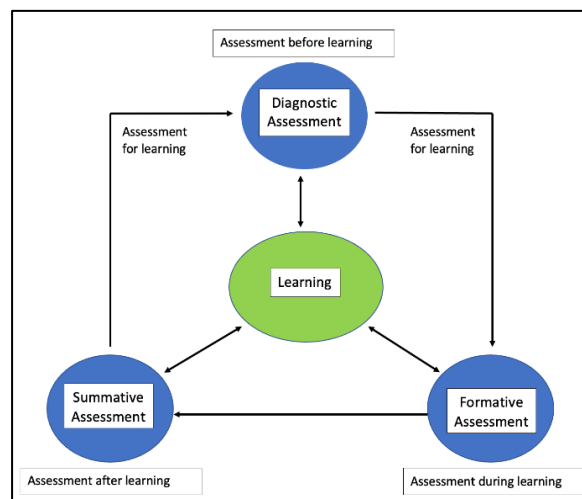 Assessment before learning
Diagnostic
Assessment
Assessment
for learning
Assessment
for learning
Learning
Summative
Assessment
Formative
Assessment
Assessment after learning
Assessment during learning